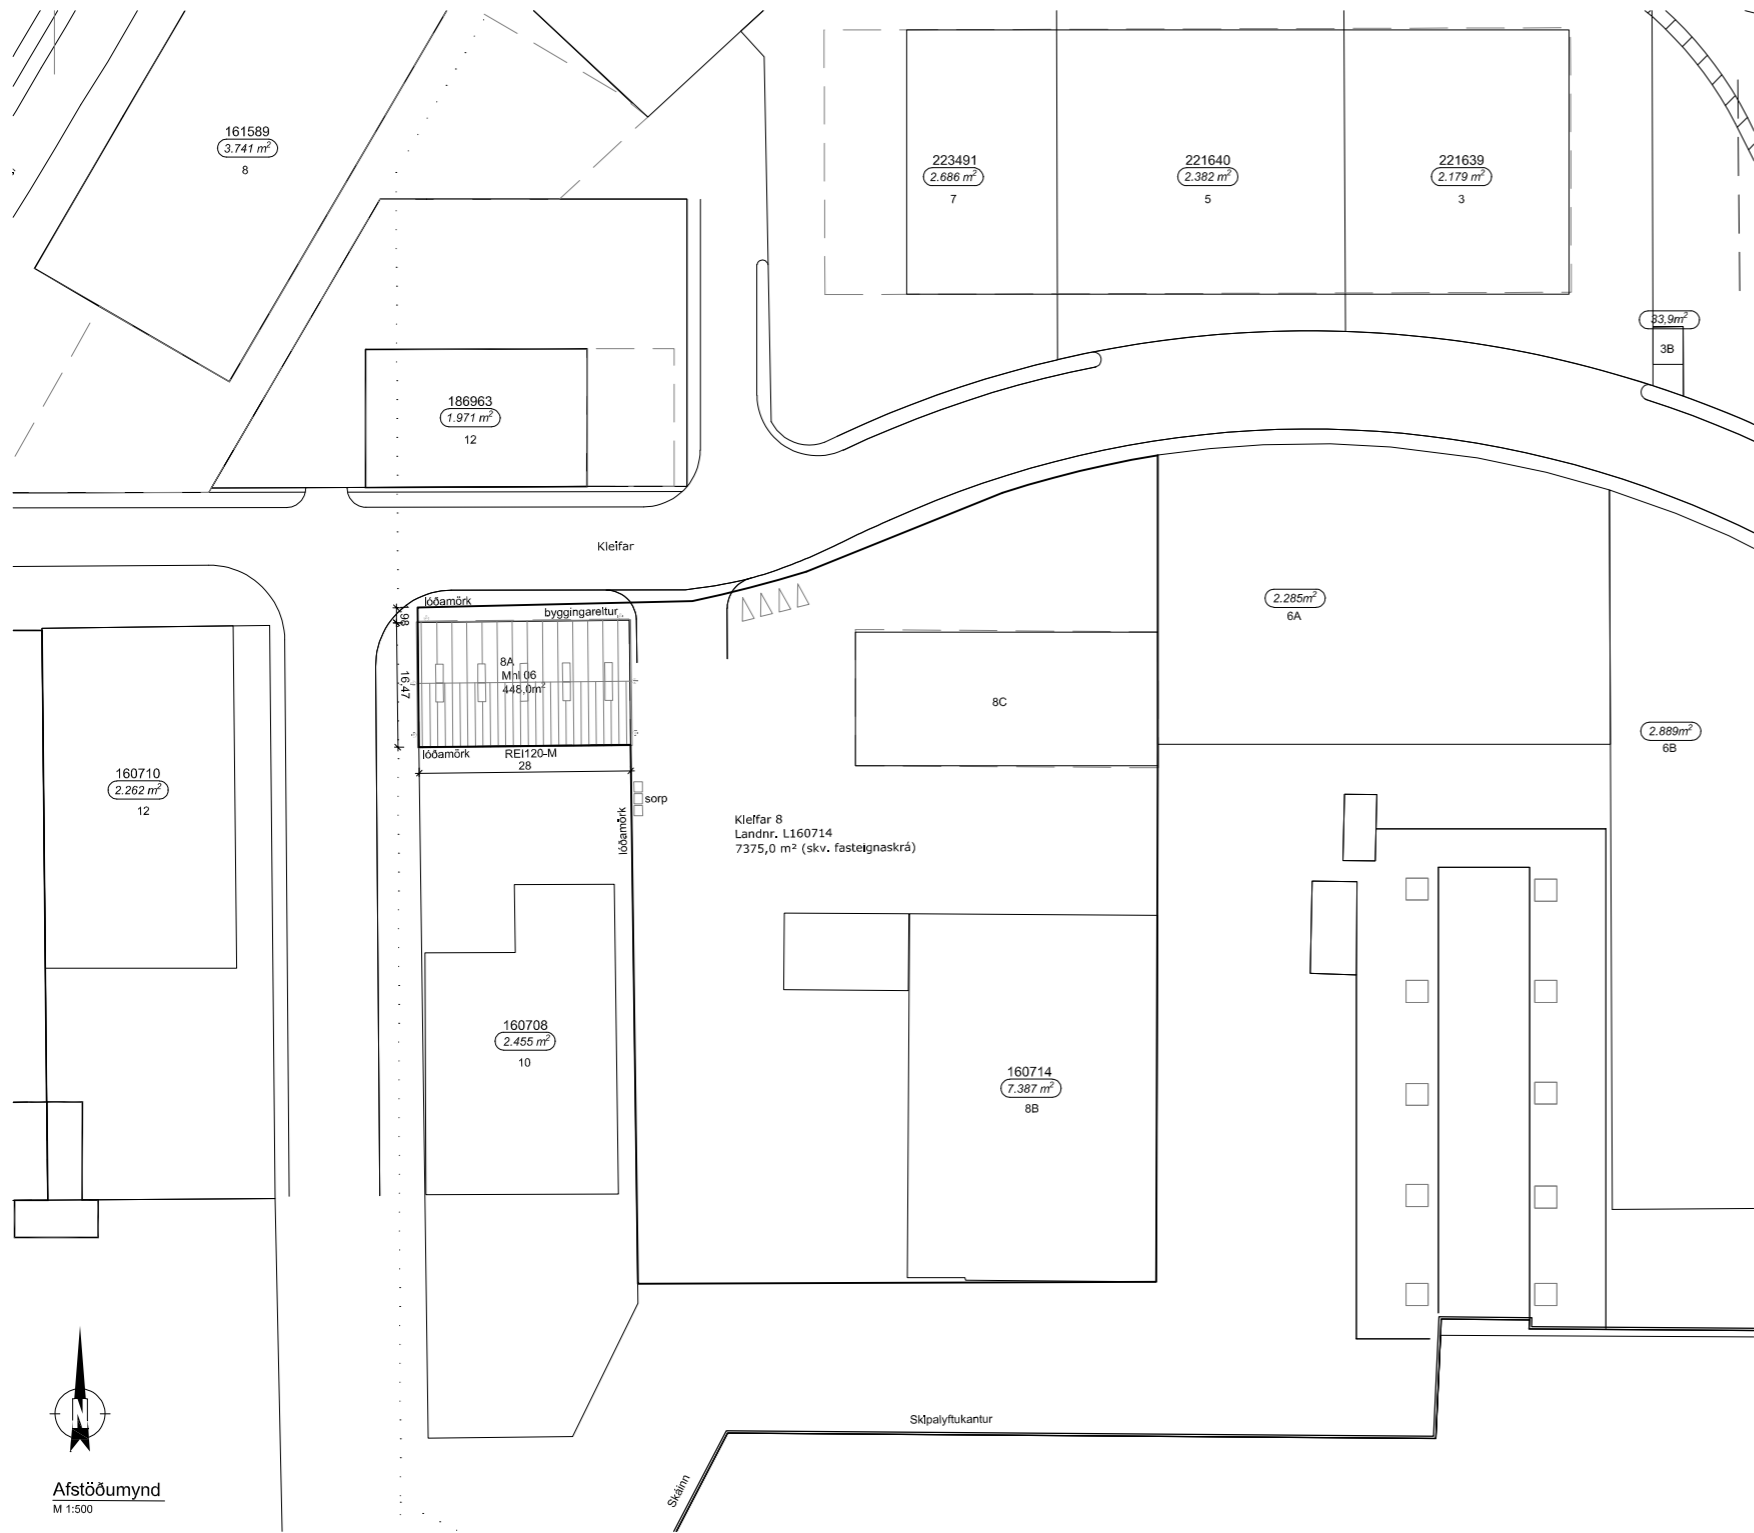 161589
3.741 m²
8
223491
2.686 m²
7
221640
2.382 m²
5
221639
2.179 m²
3
33,9m²
3B
186963
1.971 m²
12
Kleifar
lóðamörk
byggingareitur
2.285m²
6A
8A
Mhl 06
448,0m²
16,47
8C
2.889m²
6B
lóðamörk
REI120-M
28
160710
2.262 m²
12
sorp
lóðamörk
Kleifar 8
Landnr. L160714
7375,0 m² (skv. fasteignaskrá)
160708
2.455 m²
10
160714
7.387 m²
8B
N
Skipalyftukantur
Skáinn
Afstöðumynd
M 1:500